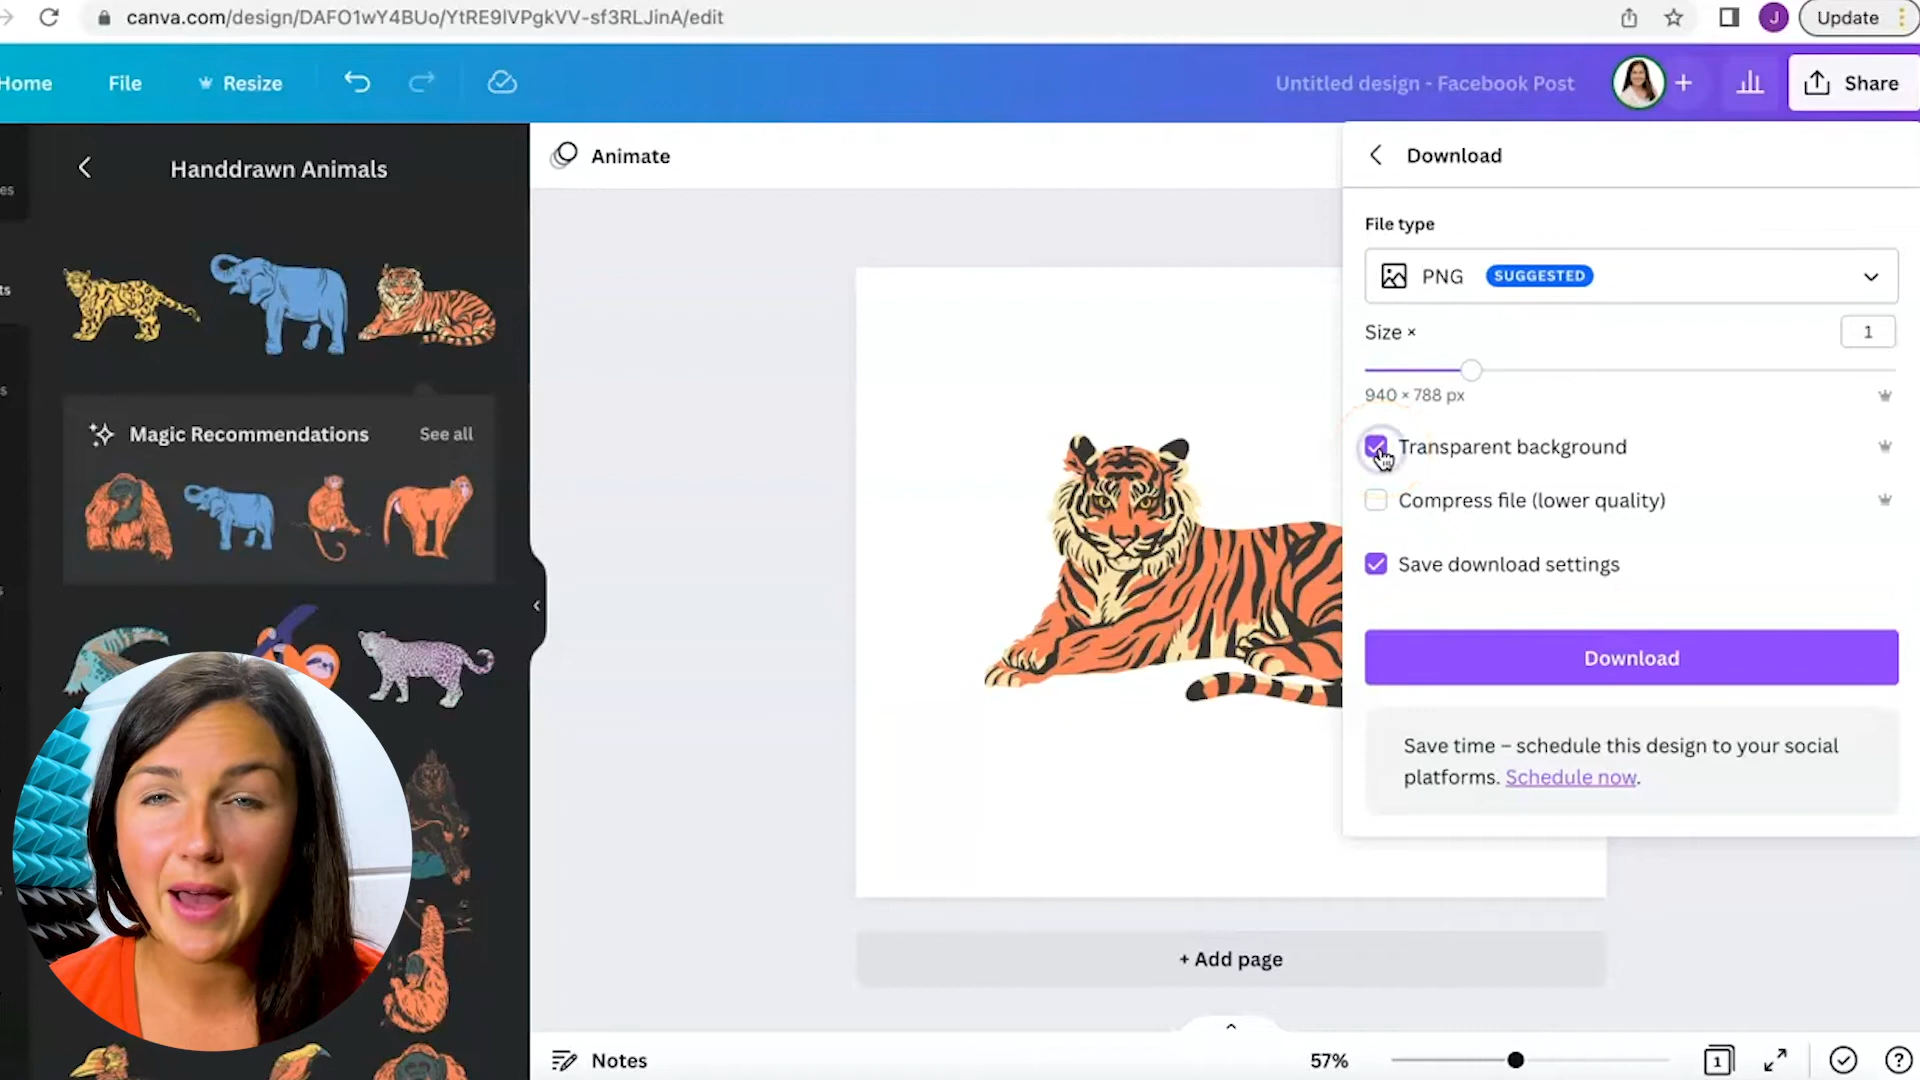 canva.com/design/DAFO1wY4BUo/YtRE9lVPgkVV-sf3RLJinA/edit
J
Update
Home
File
Resize
Untitled design - Facebook Post
Share
Handdrawn Animals
Animate
Download
File type
PNG SUGGESTED
Size ×
1
940 × 788 px
Magic Recommendations
See all
Transparent background
Compress file (lower quality)
Save download settings
Download
Save time – schedule this design to your social
platforms. Schedule now.
+ Add page
Notes
57%
1